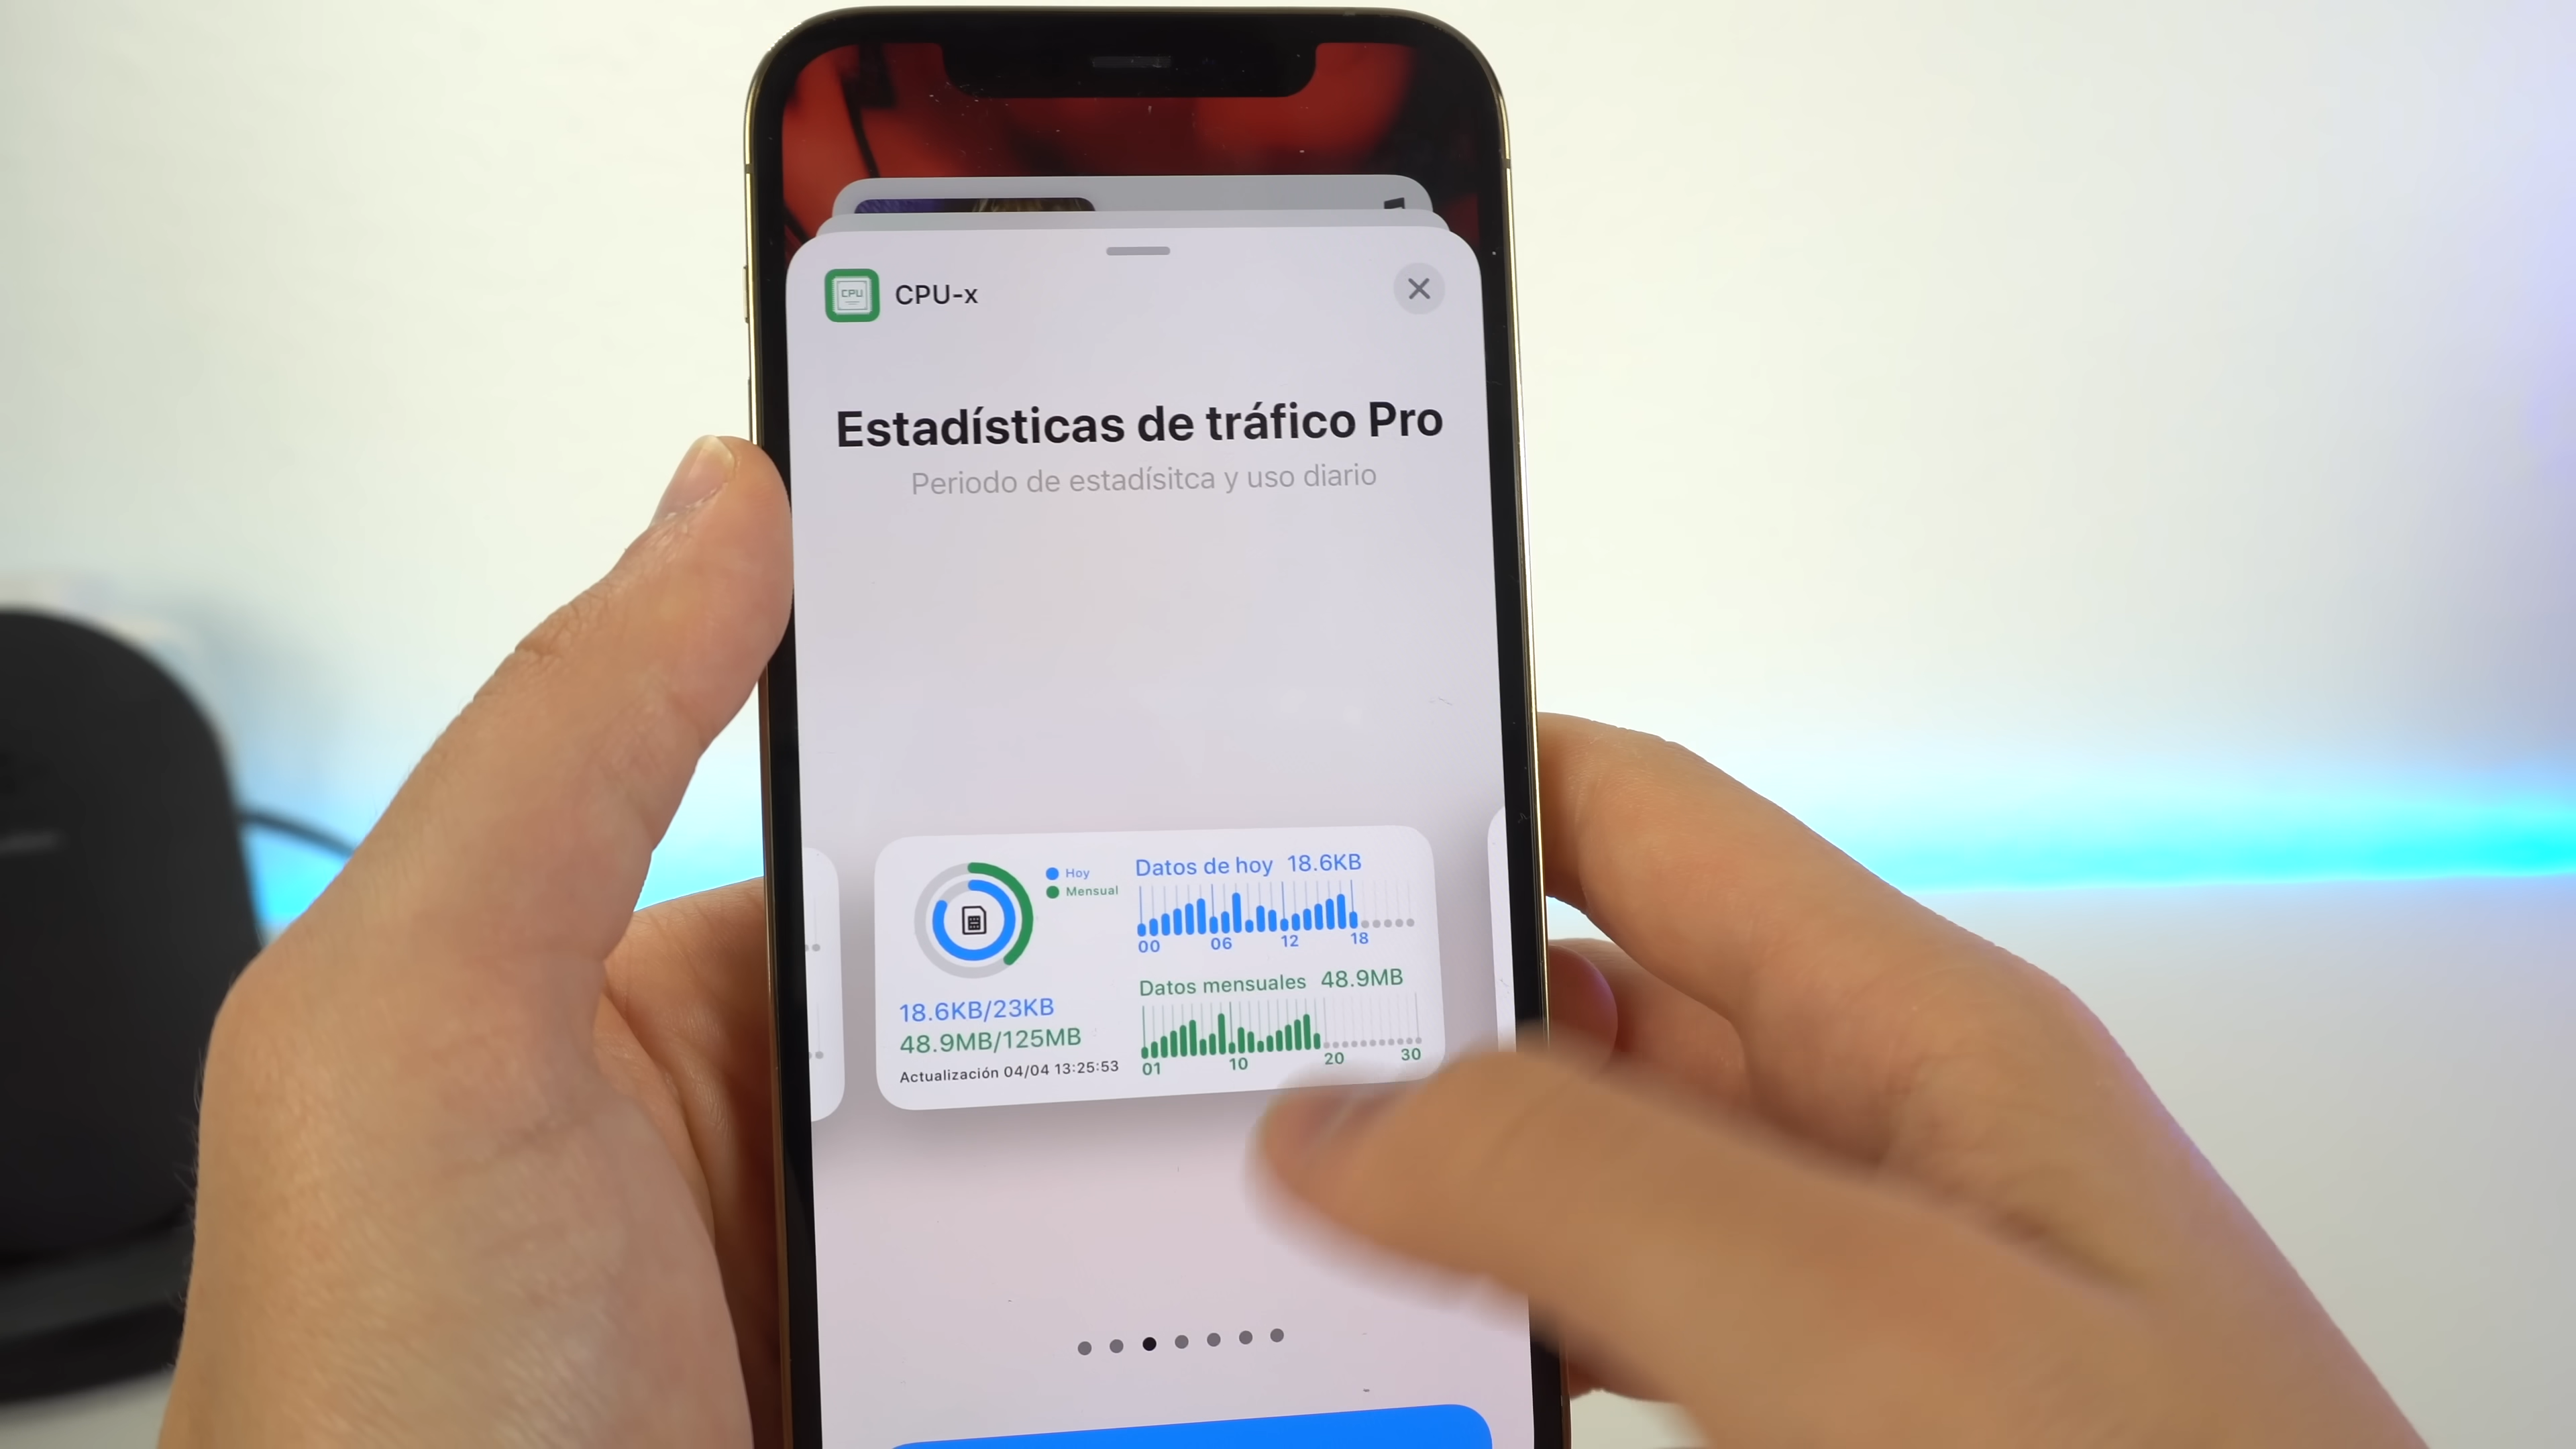 CPU
CPU-x
Estadísticas de tráfico Pro
Periodo de estadísitca y uso diario
Hoy
Mensual
18.6KB/23KB
48.9MB/125MB
Actualización 04/04 13:25:53
Datos de hoy 18.6KB
00 06 12 18
Datos mensuales 48.9MB
01 10 20 30